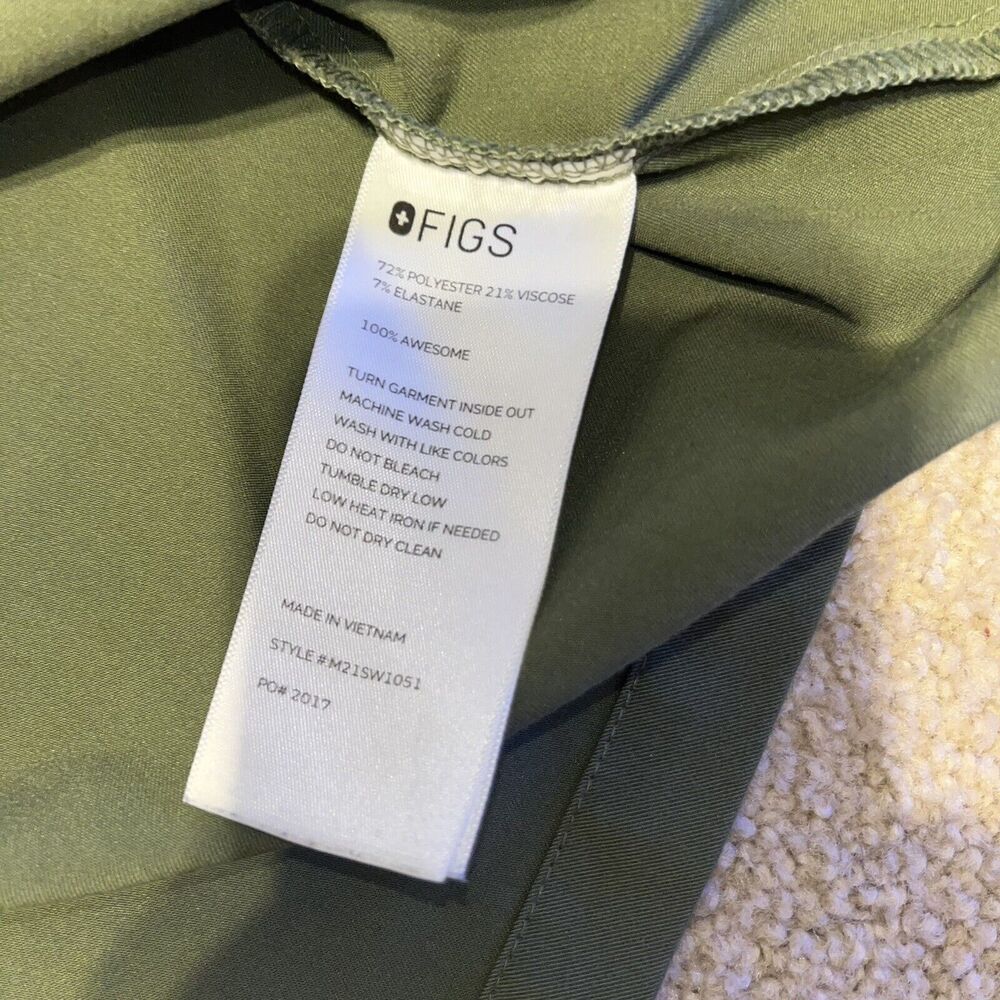 FIGS
72% POLYESTER 21% VISCOSE
7% ELASTANE
100% AWESOME
TURN GARMENT INSIDE OUT
MACHINE WASH COLD
WASH WITH LIKE COLORS
DO NOT BLEACH
TUMBLE DRY LOW
LOW HEAT IRON IF NEEDED
DO NOT DRY CLEAN
MADE IN VIETNAM
STYLE #M21SW1051
PO# 2017